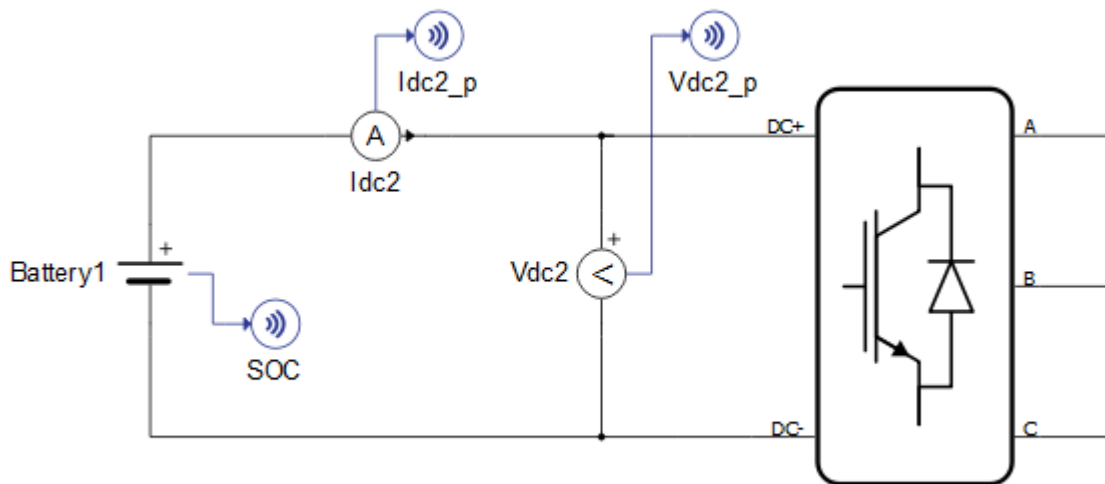 Idc2_p
Vdc2_p
A
Idc2
DC+
A
+
Battery1
+
Vdc2
V
B
SOC
DC-
C